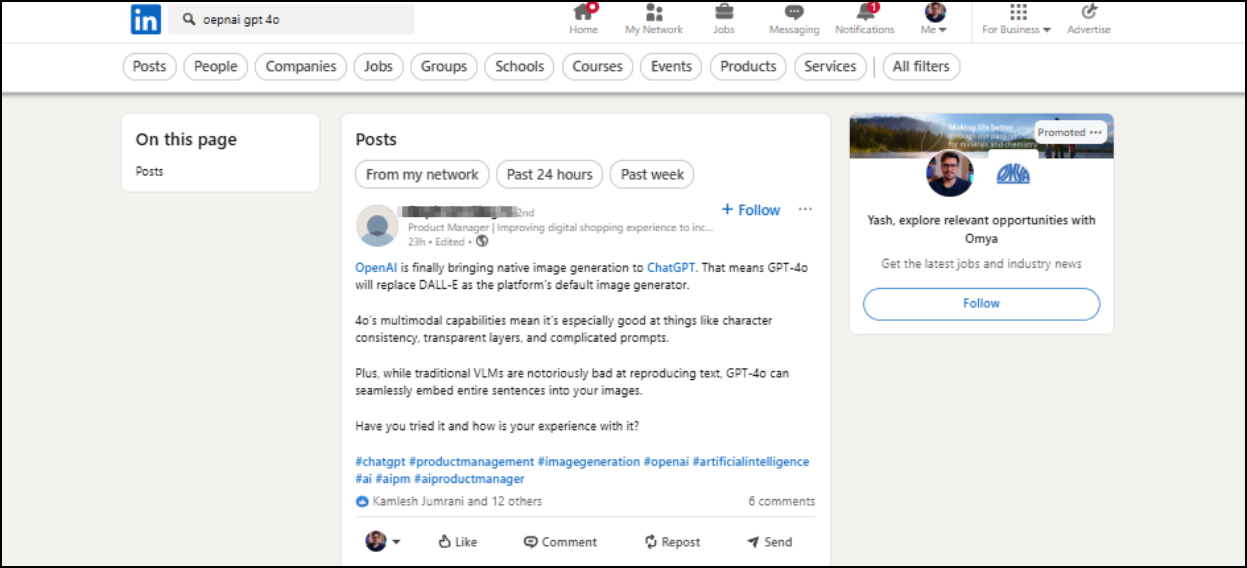 in
oepnai gpt 4o
Home
My Network
Jobs
Messaging
1
Notifications
Me
For Business
Advertise
Posts
People
Companies
Jobs
Groups
Schools
Courses
Events
Products
Services
All filters
On this page
Posts
Posts
From my network
Past 24 hours
Past week
2nd
+ Follow
Product Manager | Improving digital shopping experience to inc...
23h • Edited •
OpenAI is finally bringing native image generation to ChatGPT. That means GPT-4o
will replace DALL-E as the platform's default image generator.
4o's multimodal capabilities mean it's especially good at things like character
consistency, transparent layers, and complicated prompts.
Plus, while traditional VLMs are notoriously bad at reproducing text, GPT-4o can
seamlessly embed entire sentences into your images.
Have you tried it and how is your experience with it?
#chatgpt #productmanagement #imagegeneration #openai #artificialintelligence
#ai #aipm #aiproductmanager
Kamlesh Jumrani and 12 others
6 comments
Like
Comment
Repost
Send
Making life better
through our passion
for minerals and chemistry
Promoted
OMYA
Yash, explore relevant opportunities with
Omya
Get the latest jobs and industry news
Follow